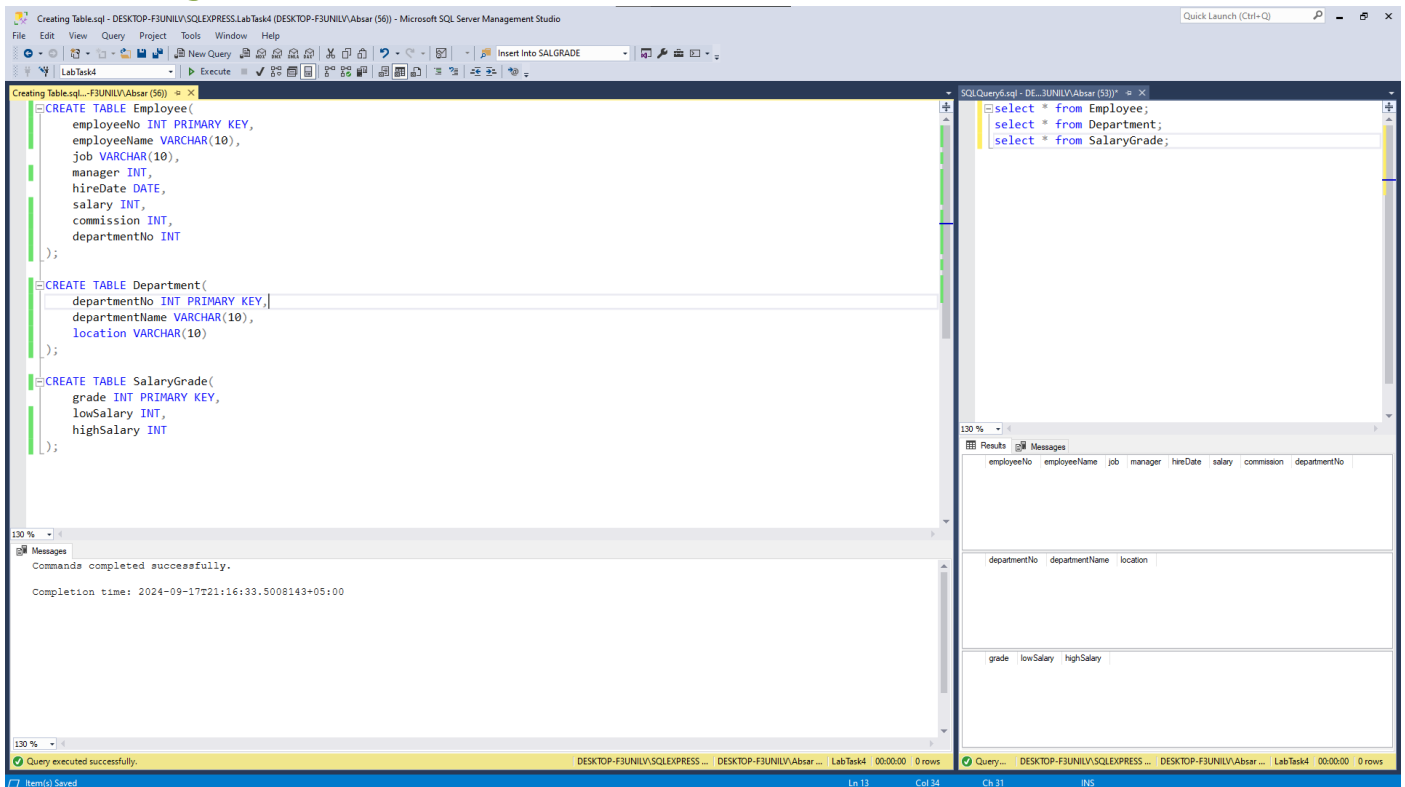 Creating Table.sql - DESKTOP-F3UNILV\SQLEXPRESS.LabTask4 (DESKTOP-F3UNILV\Absar (56)) - Microsoft SQL Server Management Studio
Quick Launch (Ctrl+Q)
File Edit View Query Project Tools Window Help
New Query
Insert Into SALGRADE
LabTask4
Execute
Creating Table.sql...-F3UNILV\Absar (56))
CREATE TABLE Employee(
employeeNo INT PRIMARY KEY,
employeeName VARCHAR(10),
job VARCHAR(10),
manager INT,
hireDate DATE,
salary INT,
commission INT,
departmentNo INT
);
CREATE TABLE Department(
departmentNo INT PRIMARY KEY,
departmentName VARCHAR(10),
location VARCHAR(10)
);
CREATE TABLE SalaryGrade(
grade INT PRIMARY KEY,
lowSalary INT,
highSalary INT
);
130 %
Messages
Commands completed successfully.
Completion time: 2024-09-17T21:16:33.5008143+05:00
130 %
Query executed successfully.
DESKTOP-F3UNILV\SQLEXPRESS ... DESKTOP-F3UNILV\Absar ... LabTask4 00:00:00 0 rows
SQLQuery6.sql - DE...3UNILV\Absar (53))*
select * from Employee;
select * from Department;
select * from SalaryGrade;
130 %
Results Messages
employeeNo employeeName job manager hireDate salary commission departmentNo
departmentNo departmentName location
grade lowSalary highSalary
Query... DESKTOP-F3UNILV\SQLEXPRESS ... DESKTOP-F3UNILV\Absar ... LabTask4 00:00:00 0 rows
Item(s) Saved Ln 13 Col 34 Ch 31 INS